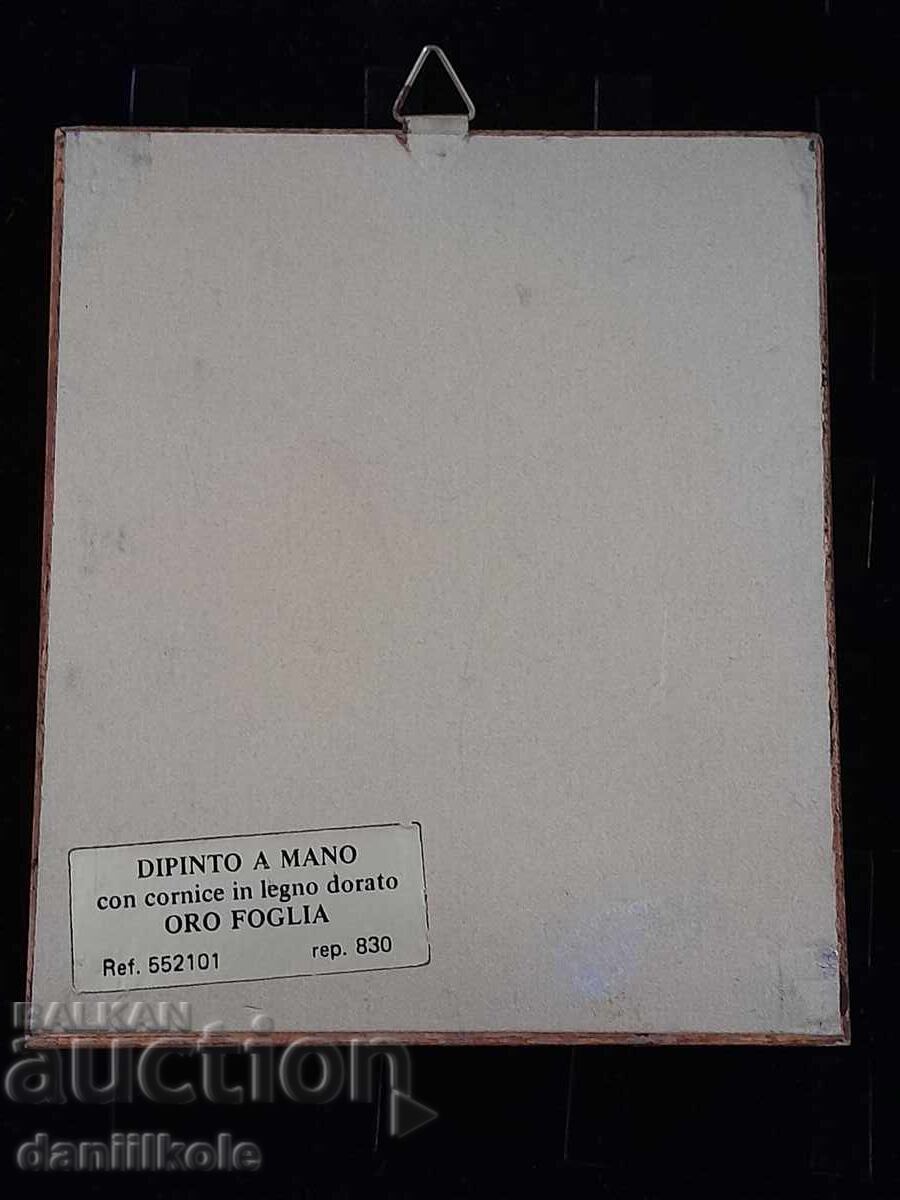 DIPINTO A MANO
con cornice in legno dorato
ORO FOGLIA
Ref. 552101 rep. 830
BALKAN
auction
daniilkole